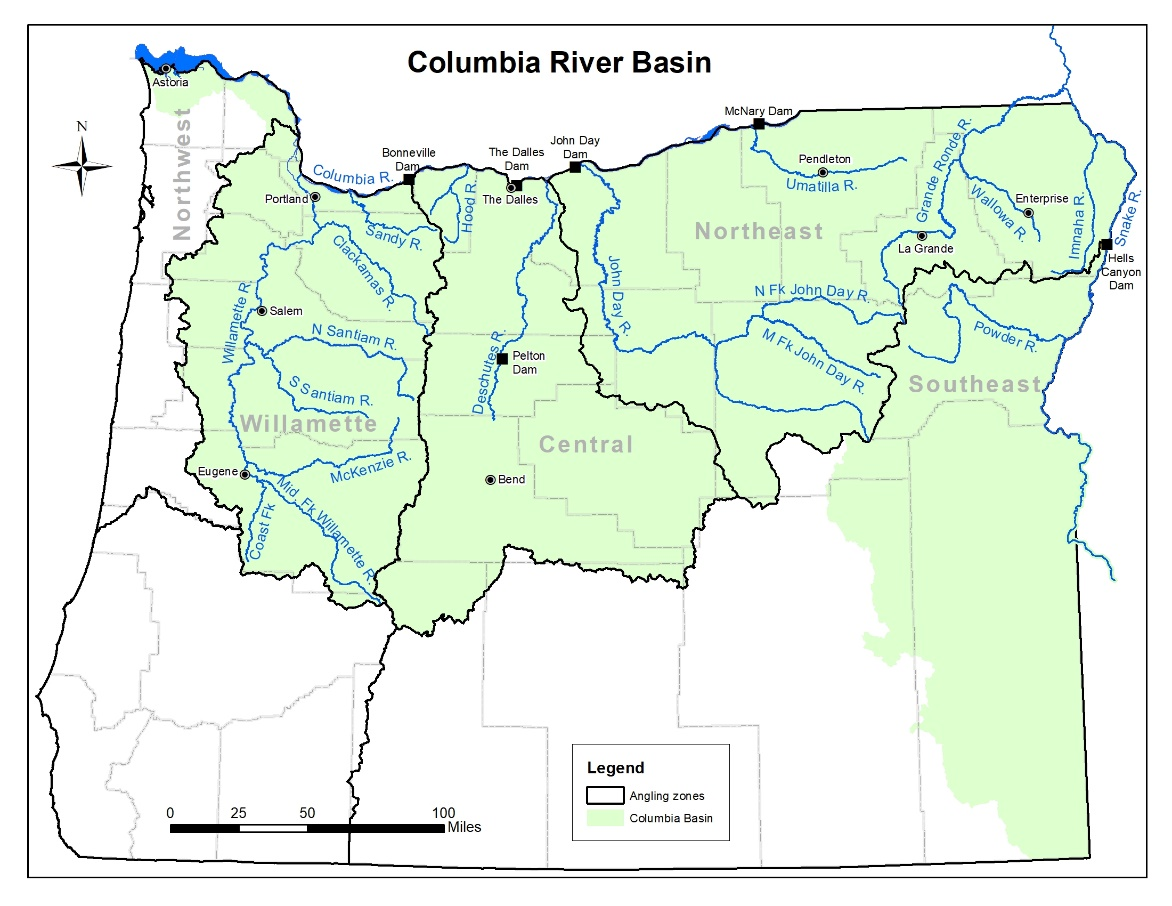 Columbia River Basin
Astoria
N
Northwest
Columbia R.
Bonneville
Dam
The Dalles
Dam
The Dalles
John Day
Dam
McNary Dam
Portland
Hood R.
Sandy R.
Clackamas R.
Pendleton
Umatilla R.
Northeast
Grande Ronde R.
Wallowa R.
Enterprise
Imnaha R.
Snake R.
La Grande
Hells
Canyon
Dam
Willamette R.
Salem
N Santiam R.
S Santiam R.
Willamette
Deschutes R.
Pelton
Dam
John Day R.
N Fk John Day R.
M Fk John Day R.
Powder R.
Southeast
Central
Eugene
McKenzie R.
Bend
Coast Fk
Mid Fk Willamette R.
Legend
Angling zones
Columbia Basin
0 25 50 100
Miles